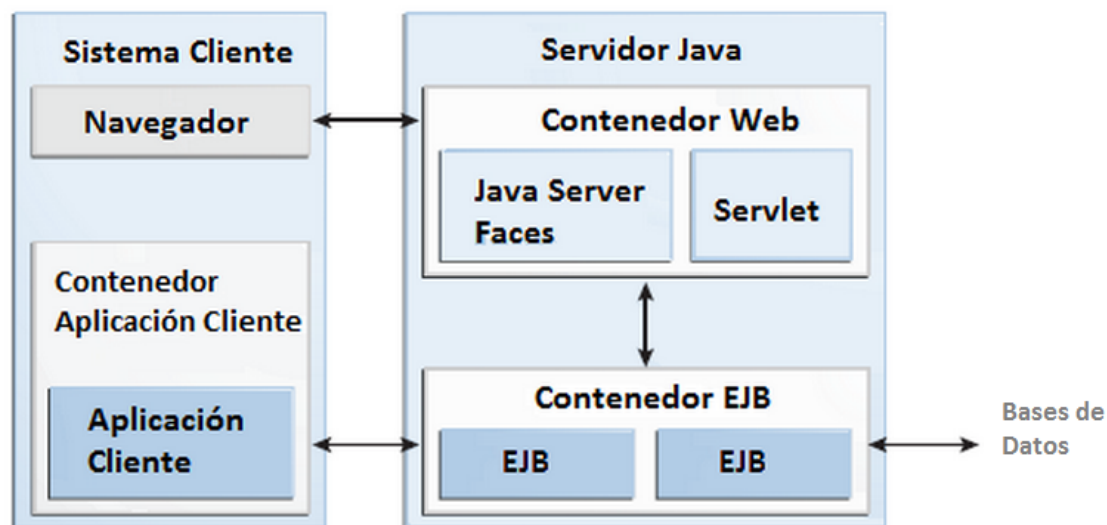 Sistema Cliente
Navegador
Contenedor
Aplicación Cliente
Aplicación
Cliente
Servidor Java
Contenedor Web
Java Server
Faces
Servlet
Contenedor EJB
EJB
EJB
Bases de
Datos